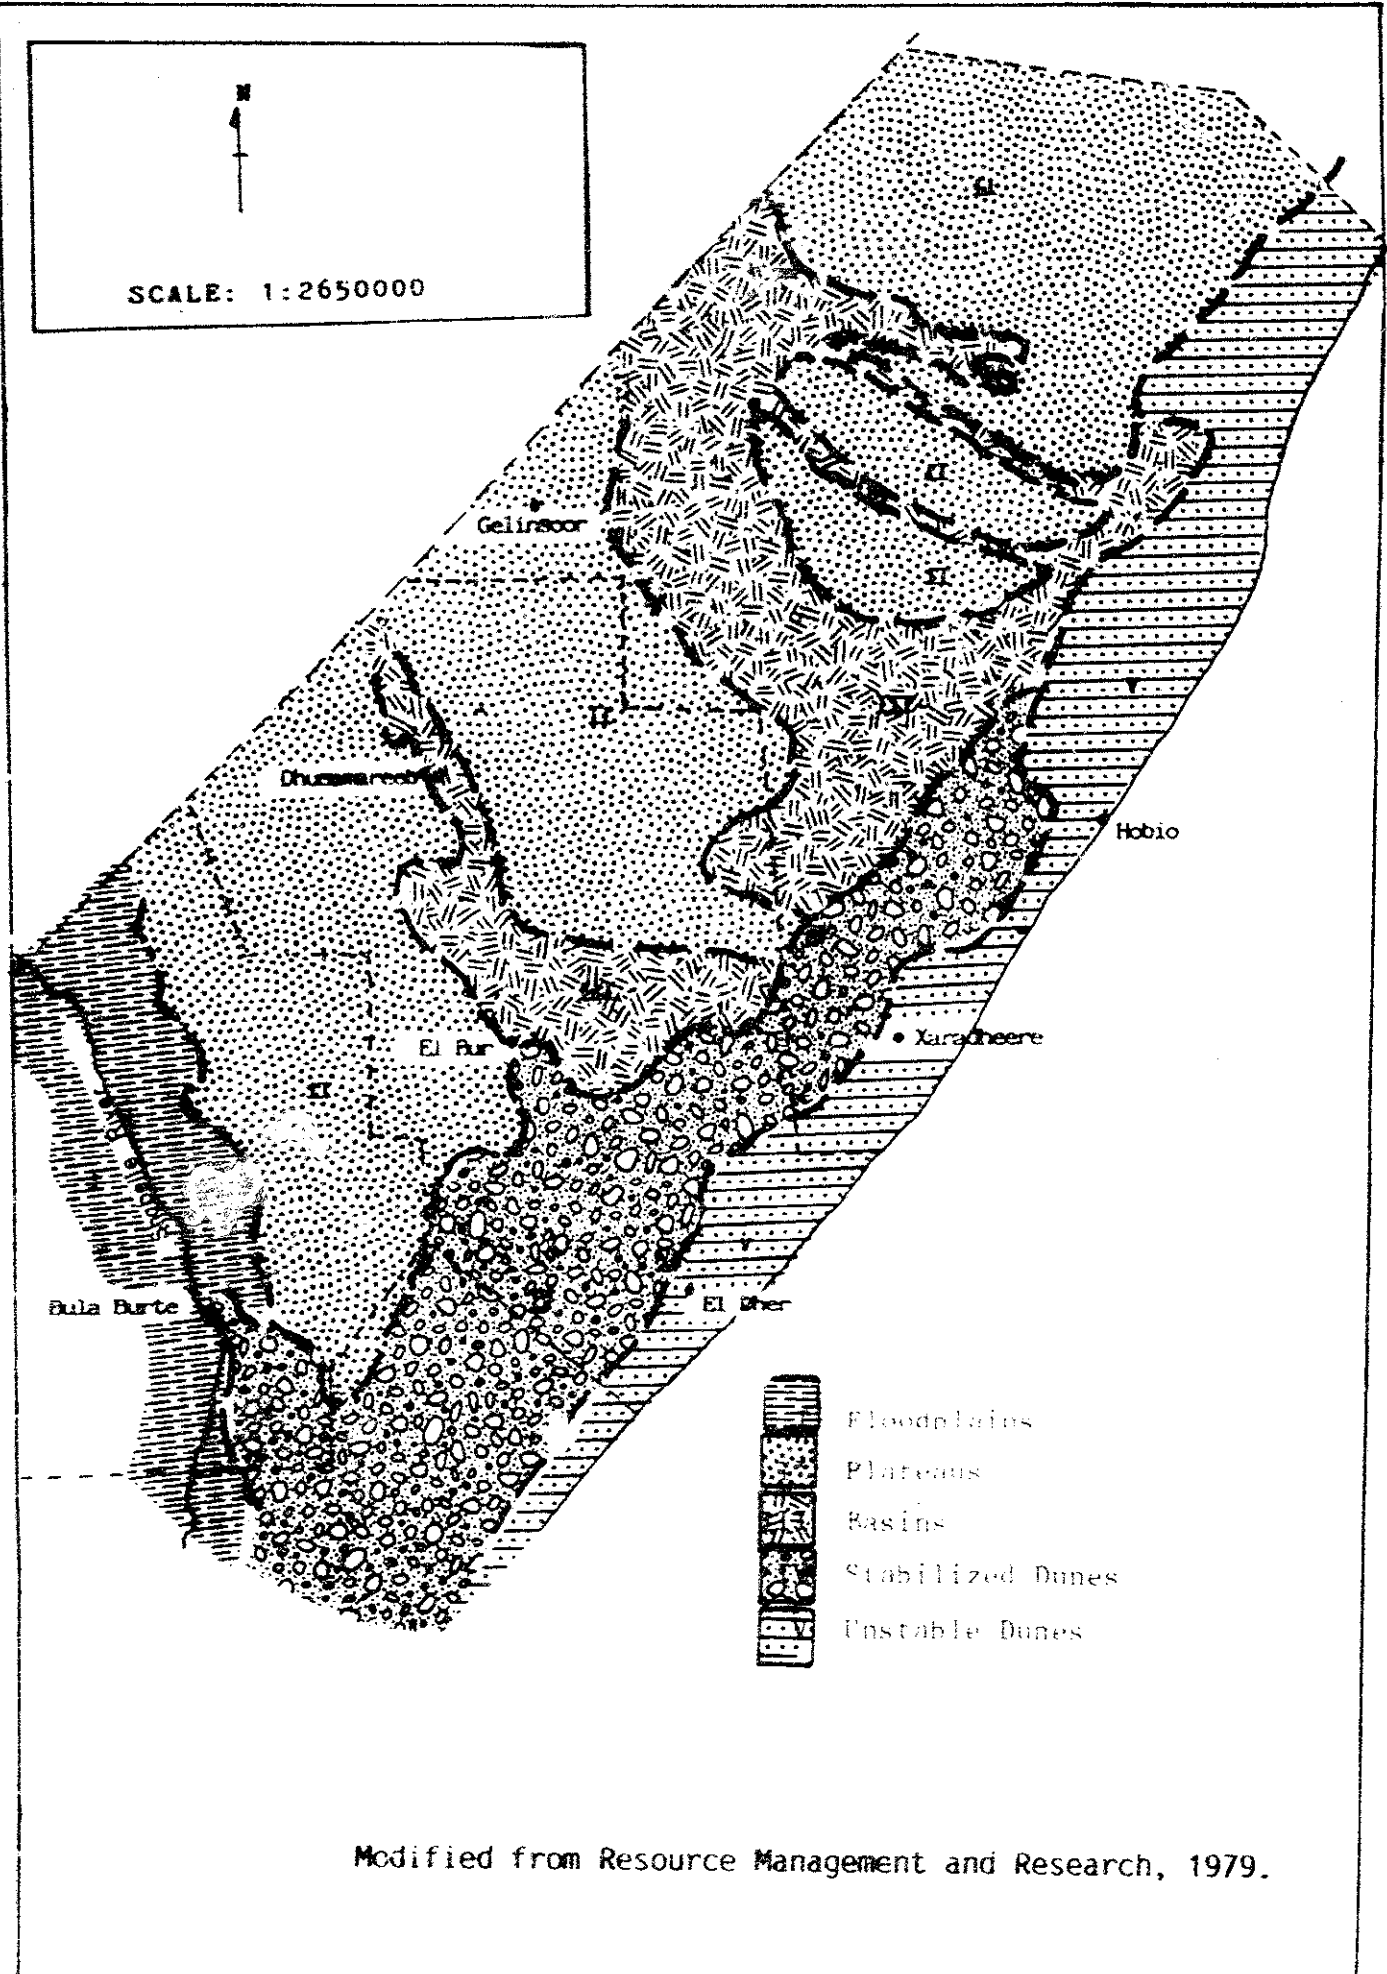 N
SCALE: 1:2650000
Gelinsoor
Dhusamareeb
Hobio
Xaradheere
El Bur
El Dher
Bula Burte
Floodplains
Plateaus
Basins
Stabilized Dunes
Unstable Dunes
V
Modified from Resource Management and Research, 1979.